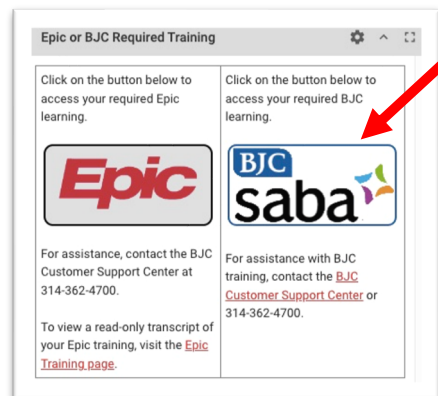 Epic or BJC Required Training
Click on the button below to
access your required Epic
learning.
Epic
For assistance, contact the BJC
Customer Support Center at
314-362-4700.
To view a read-only transcript of
your Epic training, visit the Epic
Training page.
Click on the button below to
access your required BJC
learning.
BJC
saba
For assistance with BJC
training, contact the BJC
Customer Support Center or
314-362-4700.